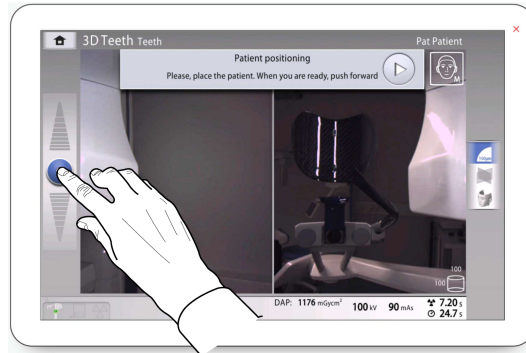 3D Teeth Teeth
Pat Patient
Patient positioning
Please, place the patient. When you are ready, push forward
M
150μm
100
100
DAP: 1176 mGycm²
100 kV
90 mAs
7.20 s
24.7 s